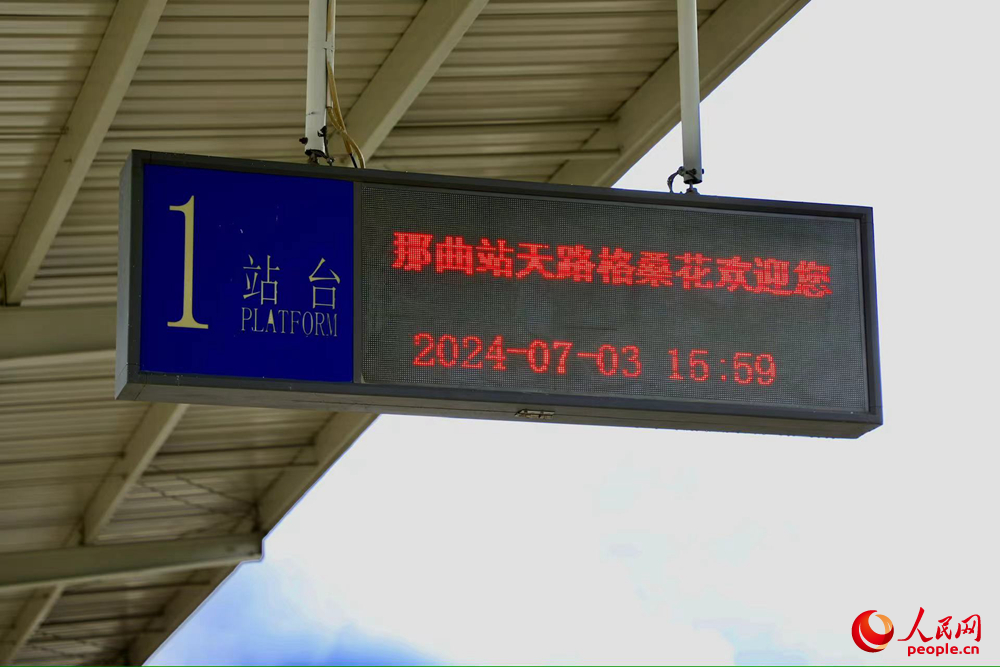 1
站台
PLATFORM
那曲站天路格桑花欢迎您
2024-07-03 15:59
人民网
people.cn